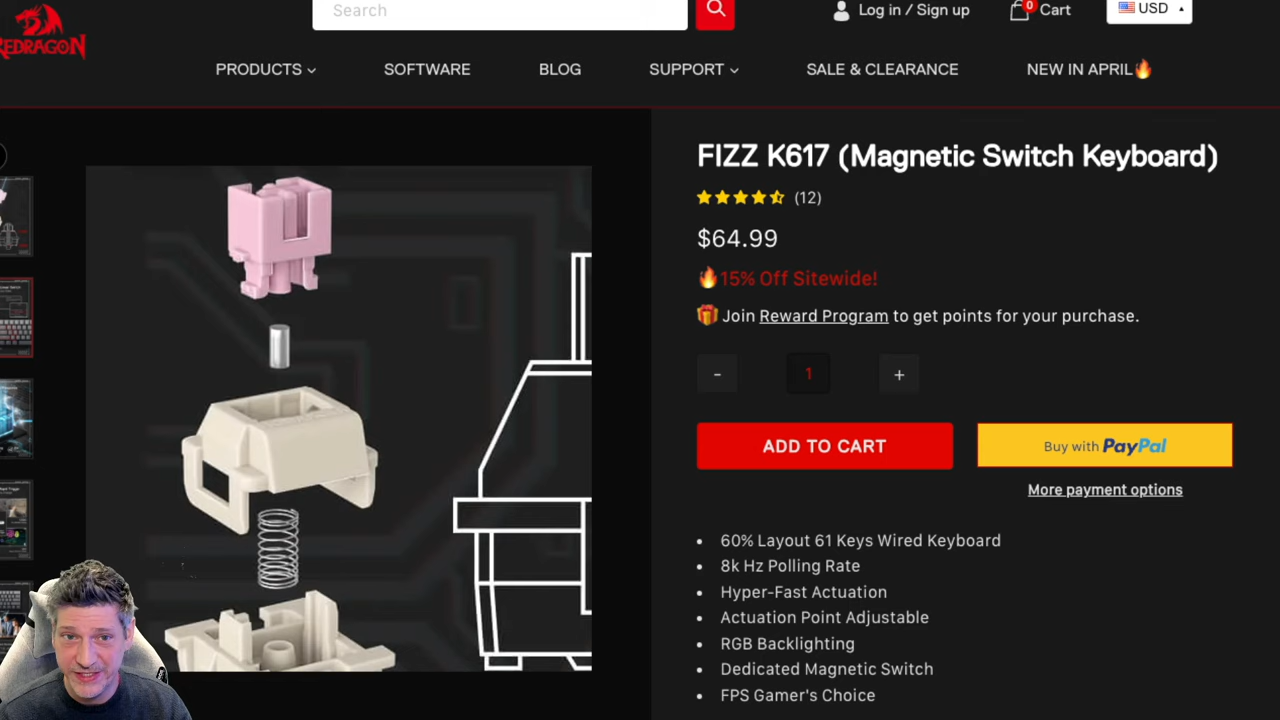 REDRAGON
Search
Log in / Sign up
0
Cart
USD
PRODUCTS
SOFTWARE
BLOG
SUPPORT
SALE & CLEARANCE
NEW IN APRIL🔥
FIZZ K617 (Magnetic Switch Keyboard)
(12)
$64.99
🔥15% Off Sitewide!
🎁 Join Reward Program to get points for your purchase.
- 1 +
ADD TO CART
Buy with PayPal
More payment options
• 60% Layout 61 Keys Wired Keyboard
• 8k Hz Polling Rate
• Hyper-Fast Actuation
• Actuation Point Adjustable
• RGB Backlighting
• Dedicated Magnetic Switch
• FPS Gamer's Choice